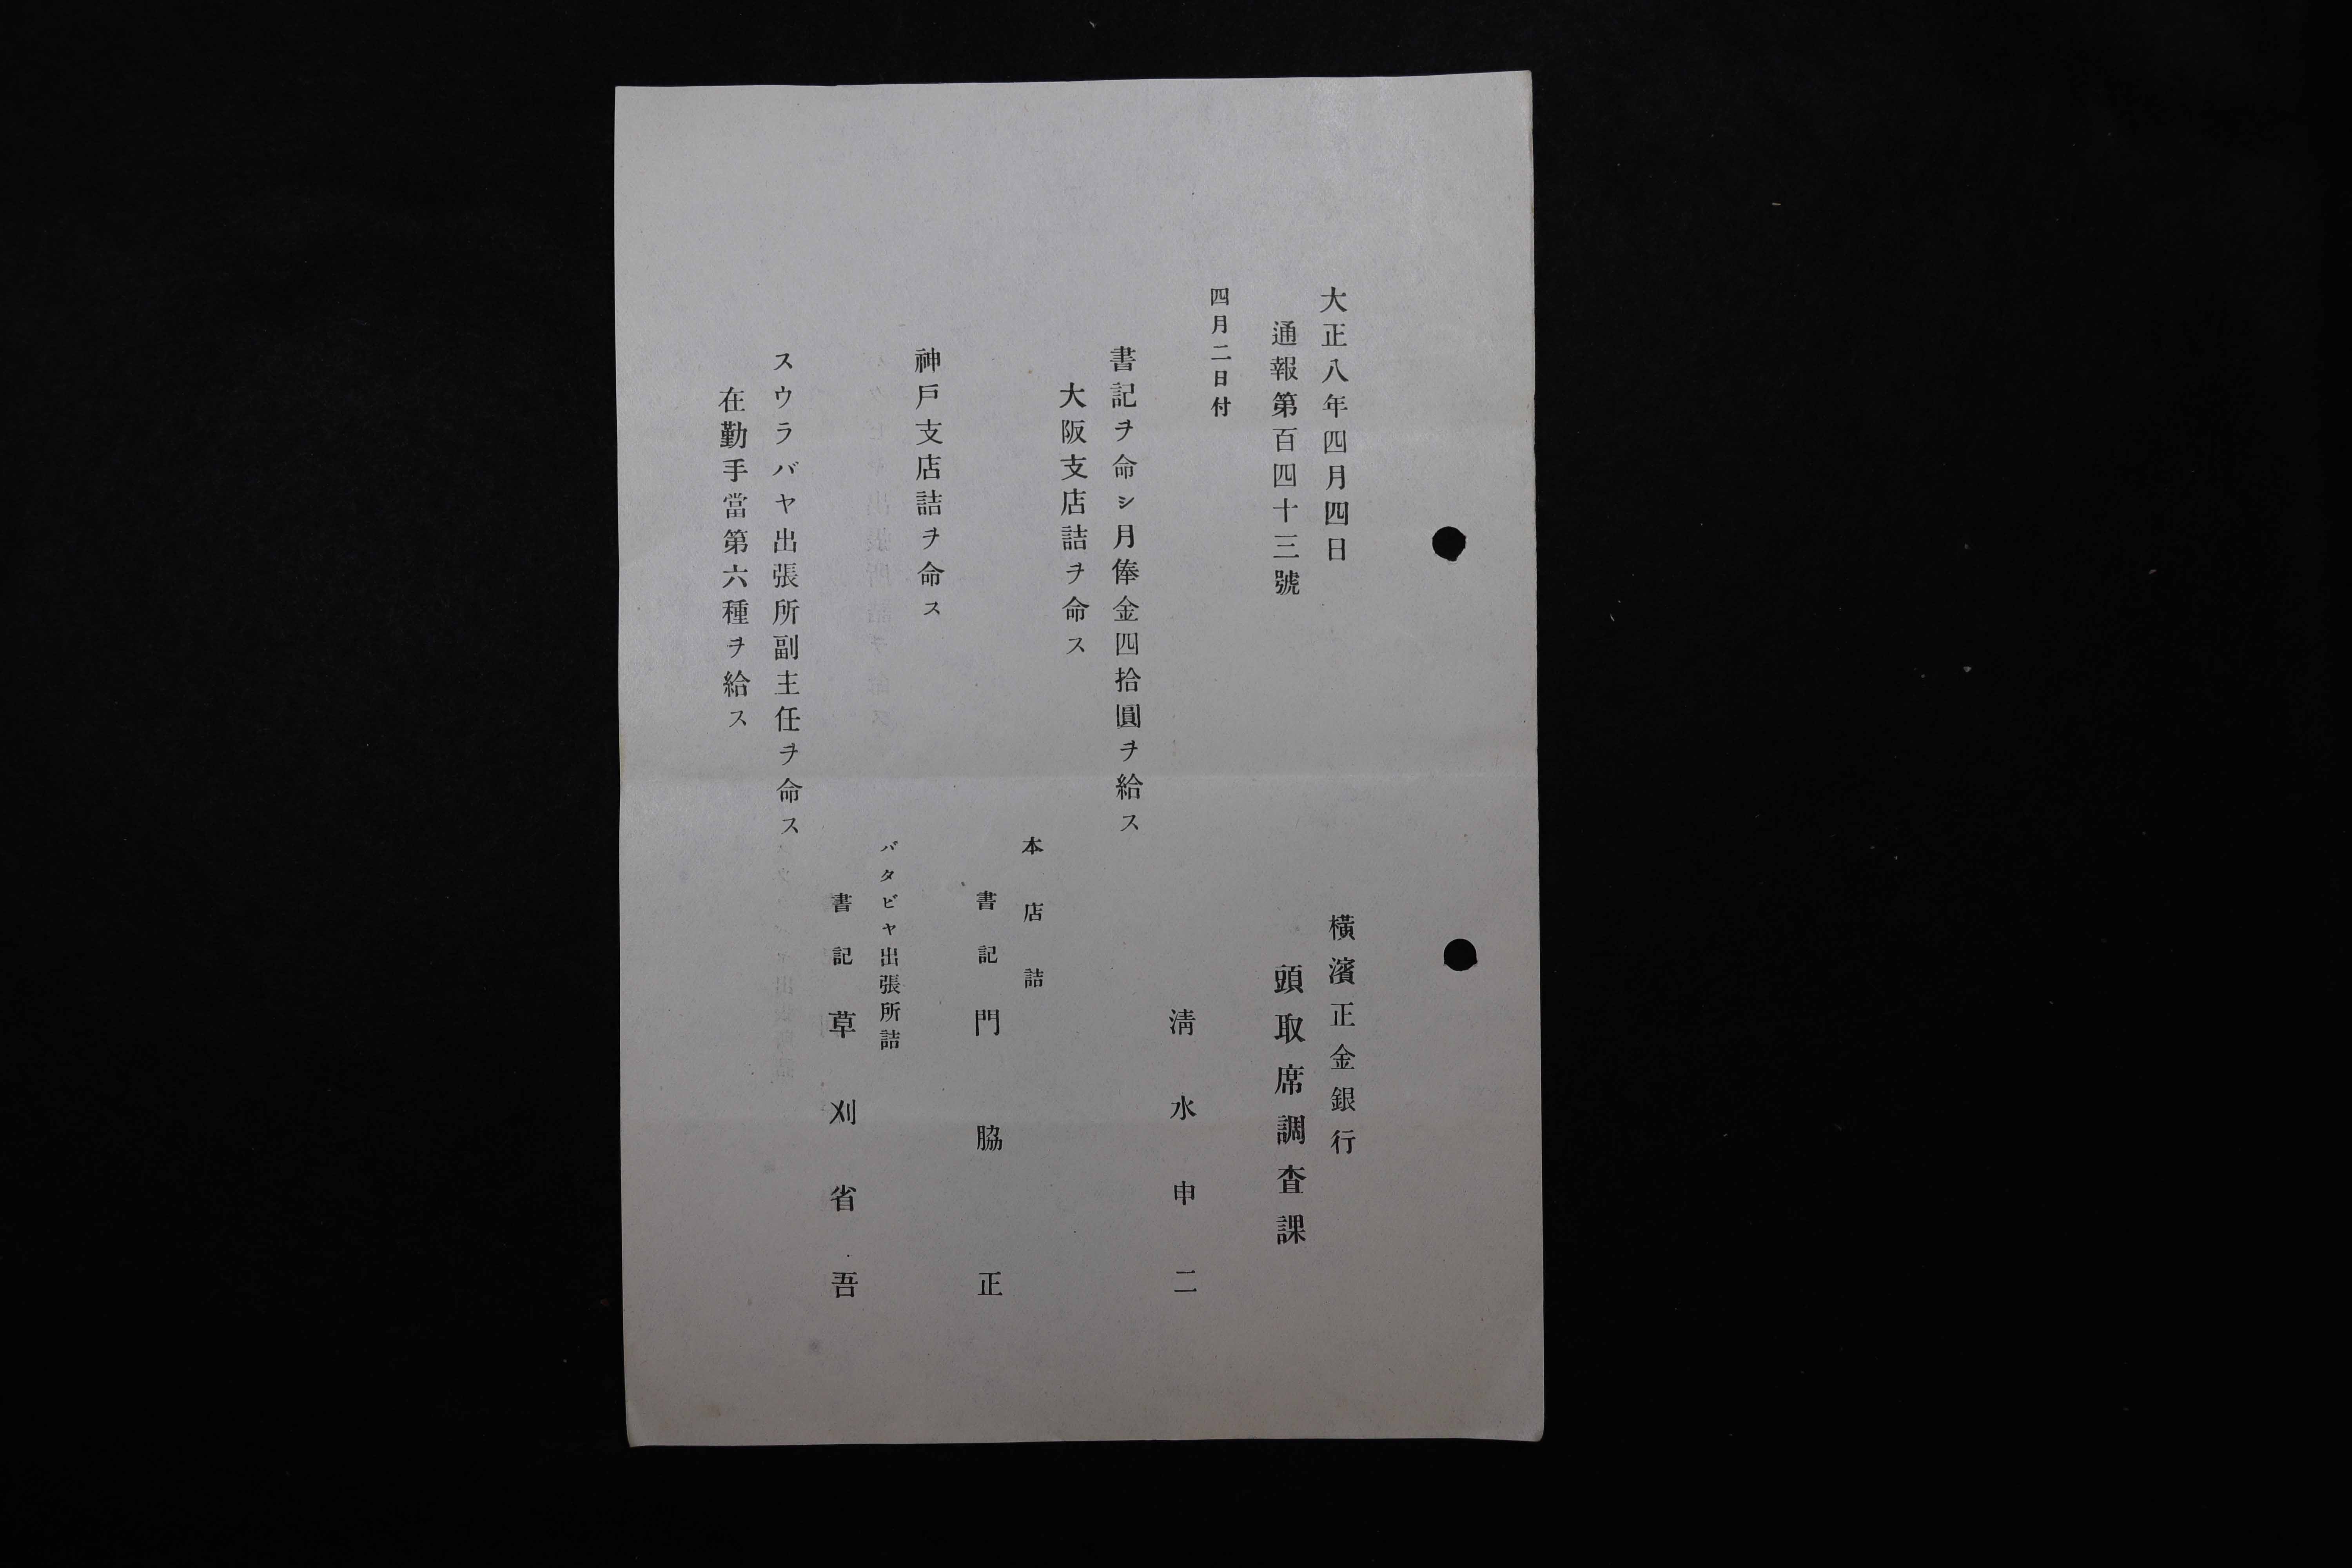 大正八年四月四日
橫濱正金銀行
通報第百四十三號
頭取席調査課
四月二日付
淸水申二
書記ヲ命シ月俸金四拾圓ヲ給ス
大阪支店詰ヲ命ス
本店詰
書記 門脇正
神戶支店詰ヲ命ス
バタビヤ出張所詰
書記 草刈省吾
スウラバヤ出張所副主任ヲ命ス
在勤手當第六種ヲ給ス